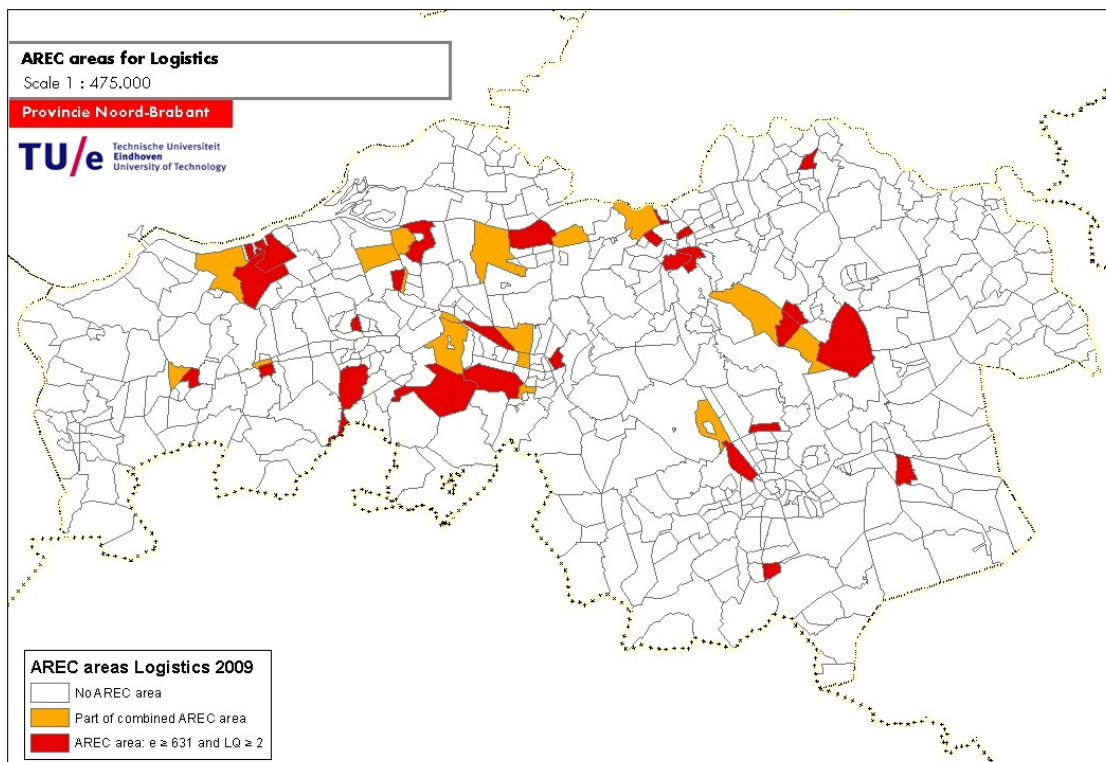 AREC areas for Logistics
Scale 1 : 475.000
Provincie Noord-Brabant
TU/e Technische Universiteit
Eindhoven
University of Technology
AREC areas Logistics 2009
No AREC area
Part of combined AREC area
AREC area: e ≥ 631 and LQ ≥ 2